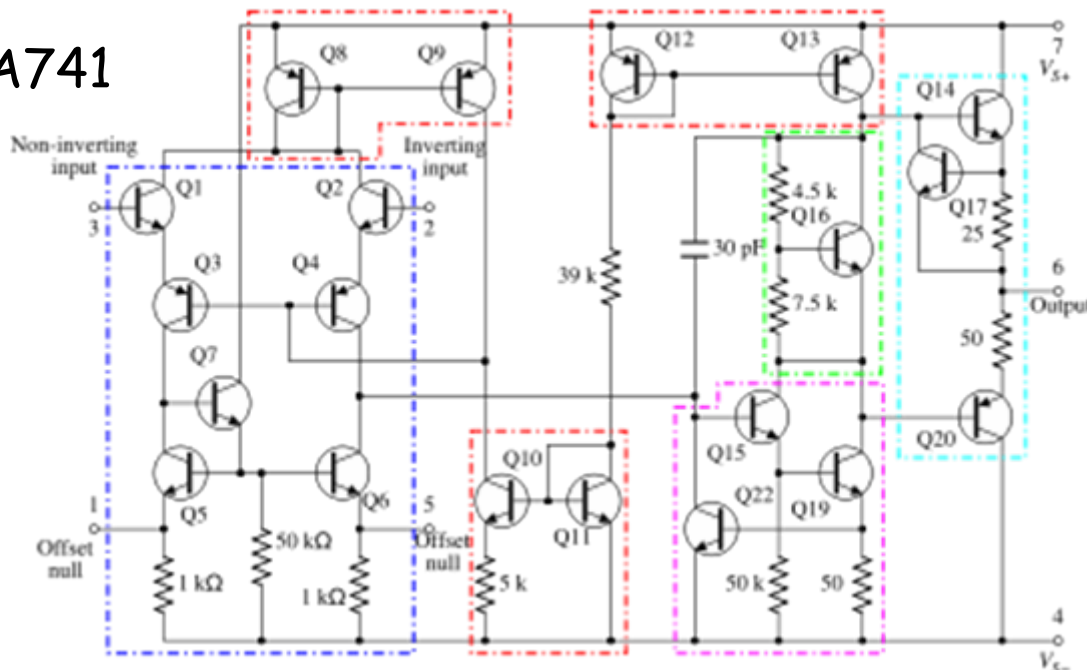 A741
Q8
Q9
Q12
Q13
7
V_S+
Q14
Non-inverting
input
Inverting
input
Q1
Q2
3
2
4.5 k
Q16
Q17
25
Q3
Q4
39 k
30 pF
6
Output
7.5 k
50
Q7
Q15
Q20
Q10
Q22
Q19
Q5
Q6
Q11
1
5
Offset
null
Offset
null
50 kΩ
1 kΩ
1 kΩ
5 k
50 k
50
4
V_S−